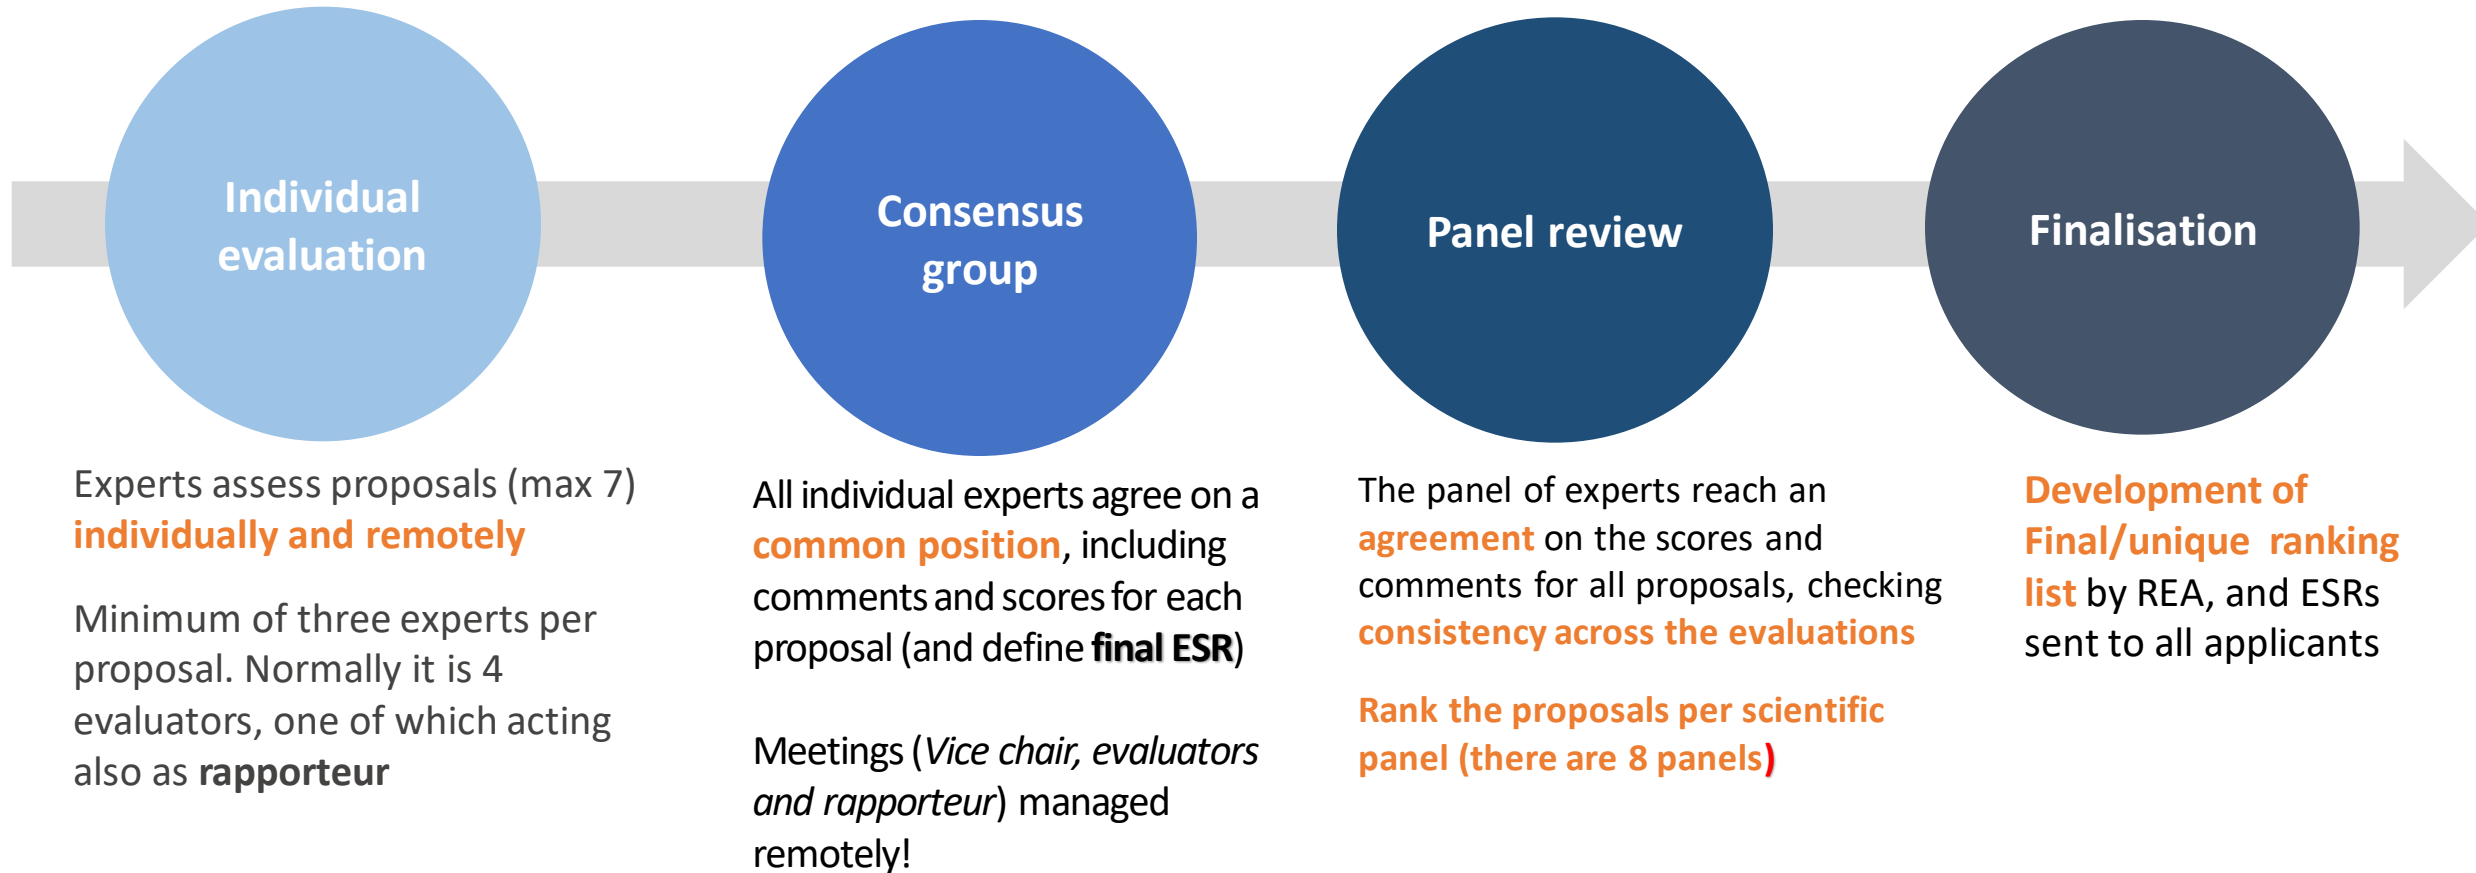 Individual
evaluation
Consensus
group
Panel review
Finalisation
Experts assess proposals (max 7)
individually and remotely
Minimum of three experts per
proposal. Normally it is 4
evaluators, one of which acting
also as rapporteur
All individual experts agree on a
common position, including
comments and scores for each
proposal (and define final ESR)
Meetings (Vice chair, evaluators
and rapporteur) managed
remotely!
The panel of experts reach an
agreement on the scores and
comments for all proposals, checking
consistency across the evaluations
Rank the proposals per scientific
panel (there are 8 panels)
Development of
Final/unique ranking
list by REA, and ESRs
sent to all applicants